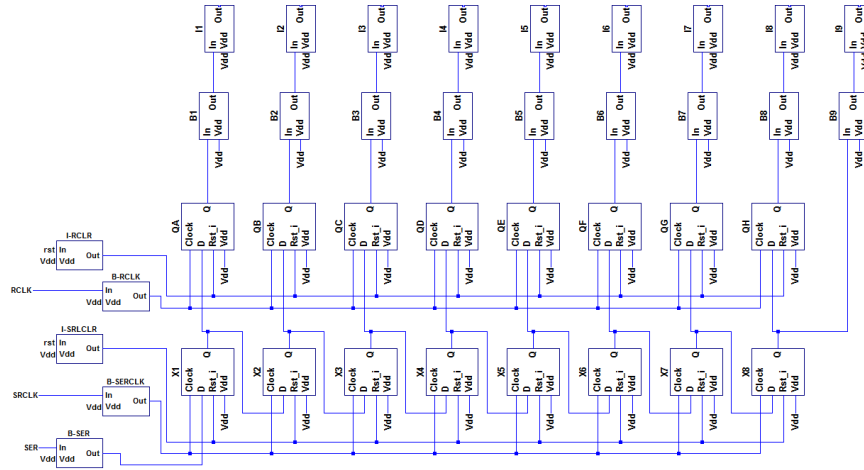 I1 In Out Vdd Vdd
I2 In Out Vdd Vdd
I3 In Out Vdd Vdd
I4 In Out Vdd Vdd
I5 In Out Vdd Vdd
I6 In Out Vdd Vdd
I7 In Out Vdd Vdd
I8 In Out Vdd Vdd
I9 In Out Vdd Vdd
B1 In Out Vdd Vdd
B2 In Out Vdd Vdd
B3 In Out Vdd Vdd
B4 In Out Vdd Vdd
B5 In Out Vdd Vdd
B6 In Out Vdd Vdd
B7 In Out Vdd Vdd
B8 In Out Vdd Vdd
B9 In Out Vdd Vdd
QA Clock D Q Rst_i Vdd Vdd
QB Clock D Q Rst_i Vdd Vdd
QC Clock D Q Rst_i Vdd Vdd
QD Clock D Q Rst_i Vdd Vdd
QE Clock D Q Rst_i Vdd Vdd
QF Clock D Q Rst_i Vdd Vdd
QG Clock D Q Rst_i Vdd Vdd
QH Clock D Q Rst_i Vdd Vdd
I-RCLR
rst In Out
Vdd Vdd
B-RCLK
RCLK In Out
Vdd Vdd
I-SRLCLR
rst In Out
Vdd Vdd
X1 Clock D Q Rst_i Vdd Vdd
X2 Clock D Q Rst_i Vdd Vdd
X3 Clock D Q Rst_i Vdd Vdd
X4 Clock D Q Rst_i Vdd Vdd
X5 Clock D Q Rst_i Vdd Vdd
X6 Clock D Q Rst_i Vdd Vdd
X7 Clock D Q Rst_i Vdd Vdd
X8 Clock D Q Rst_i Vdd Vdd
B-SERCLK
SRCLK In Out
Vdd Vdd
B-SER
SER In Out
Vdd Vdd